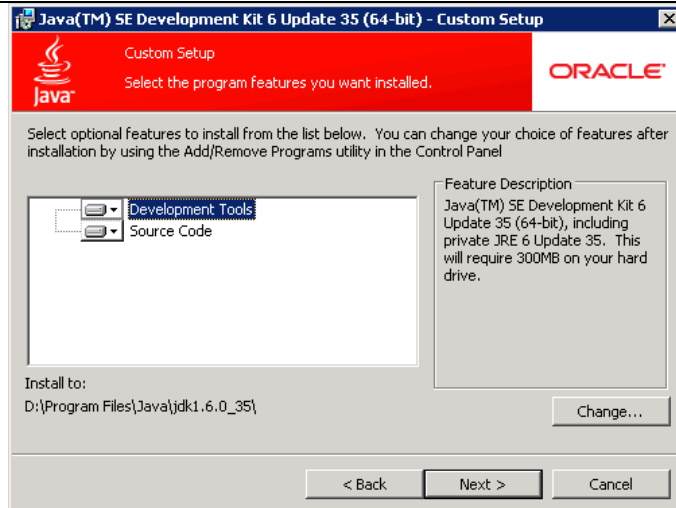 Java(TM) SE Development Kit 6 Update 35 (64-bit) - Custom Setup
Custom Setup
Select the program features you want installed.
Java™
ORACLE®
Select optional features to install from the list below.  You can change your choice of features after
installation by using the Add/Remove Programs utility in the Control Panel
Development Tools
Source Code
Feature Description
Java(TM) SE Development Kit 6
Update 35 (64-bit), including
private JRE 6 Update 35.  This
will require 300MB on your hard
drive.
Install to:
D:\Program Files\Java\jdk1.6.0_35\
Change...
< Back
Next >
Cancel